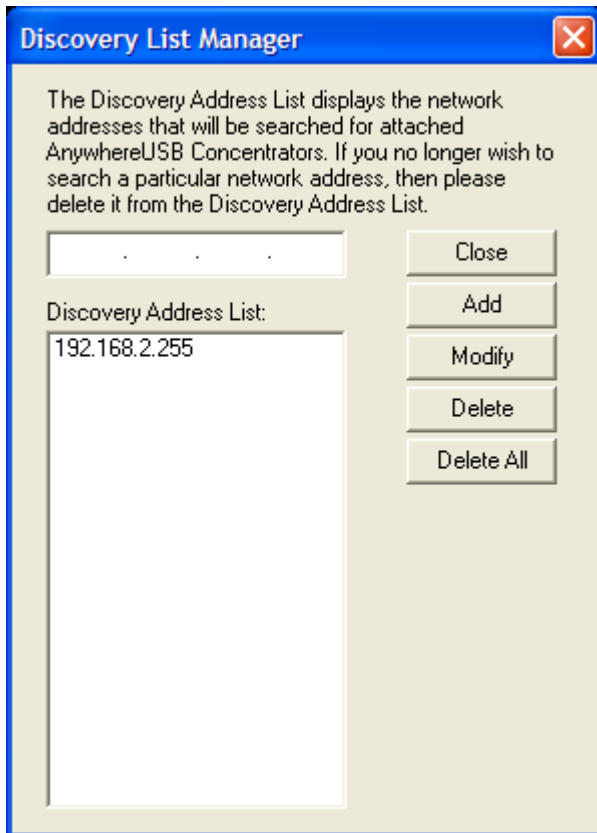 Discovery List Manager
The Discovery Address List displays the network
addresses that will be searched for attached
AnywhereUSB Concentrators. If you no longer wish to
search a particular network address, then please
delete it from the Discovery Address List.
. . .
Close
Add
Discovery Address List:
192.168.2.255
Modify
Delete
Delete All